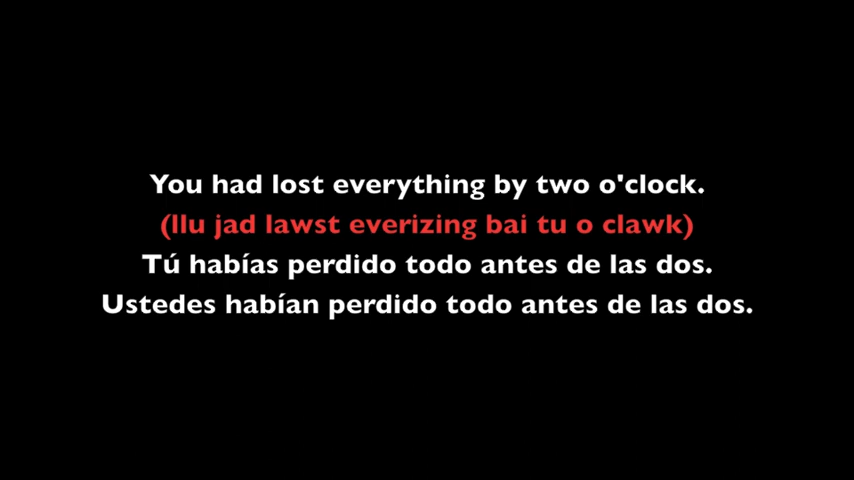 You had lost everything by two o'clock.
(llu jad lawst everizing bai tu o clawk)
Tú habías perdido todo antes de las dos.
Ustedes habían perdido todo antes de las dos.